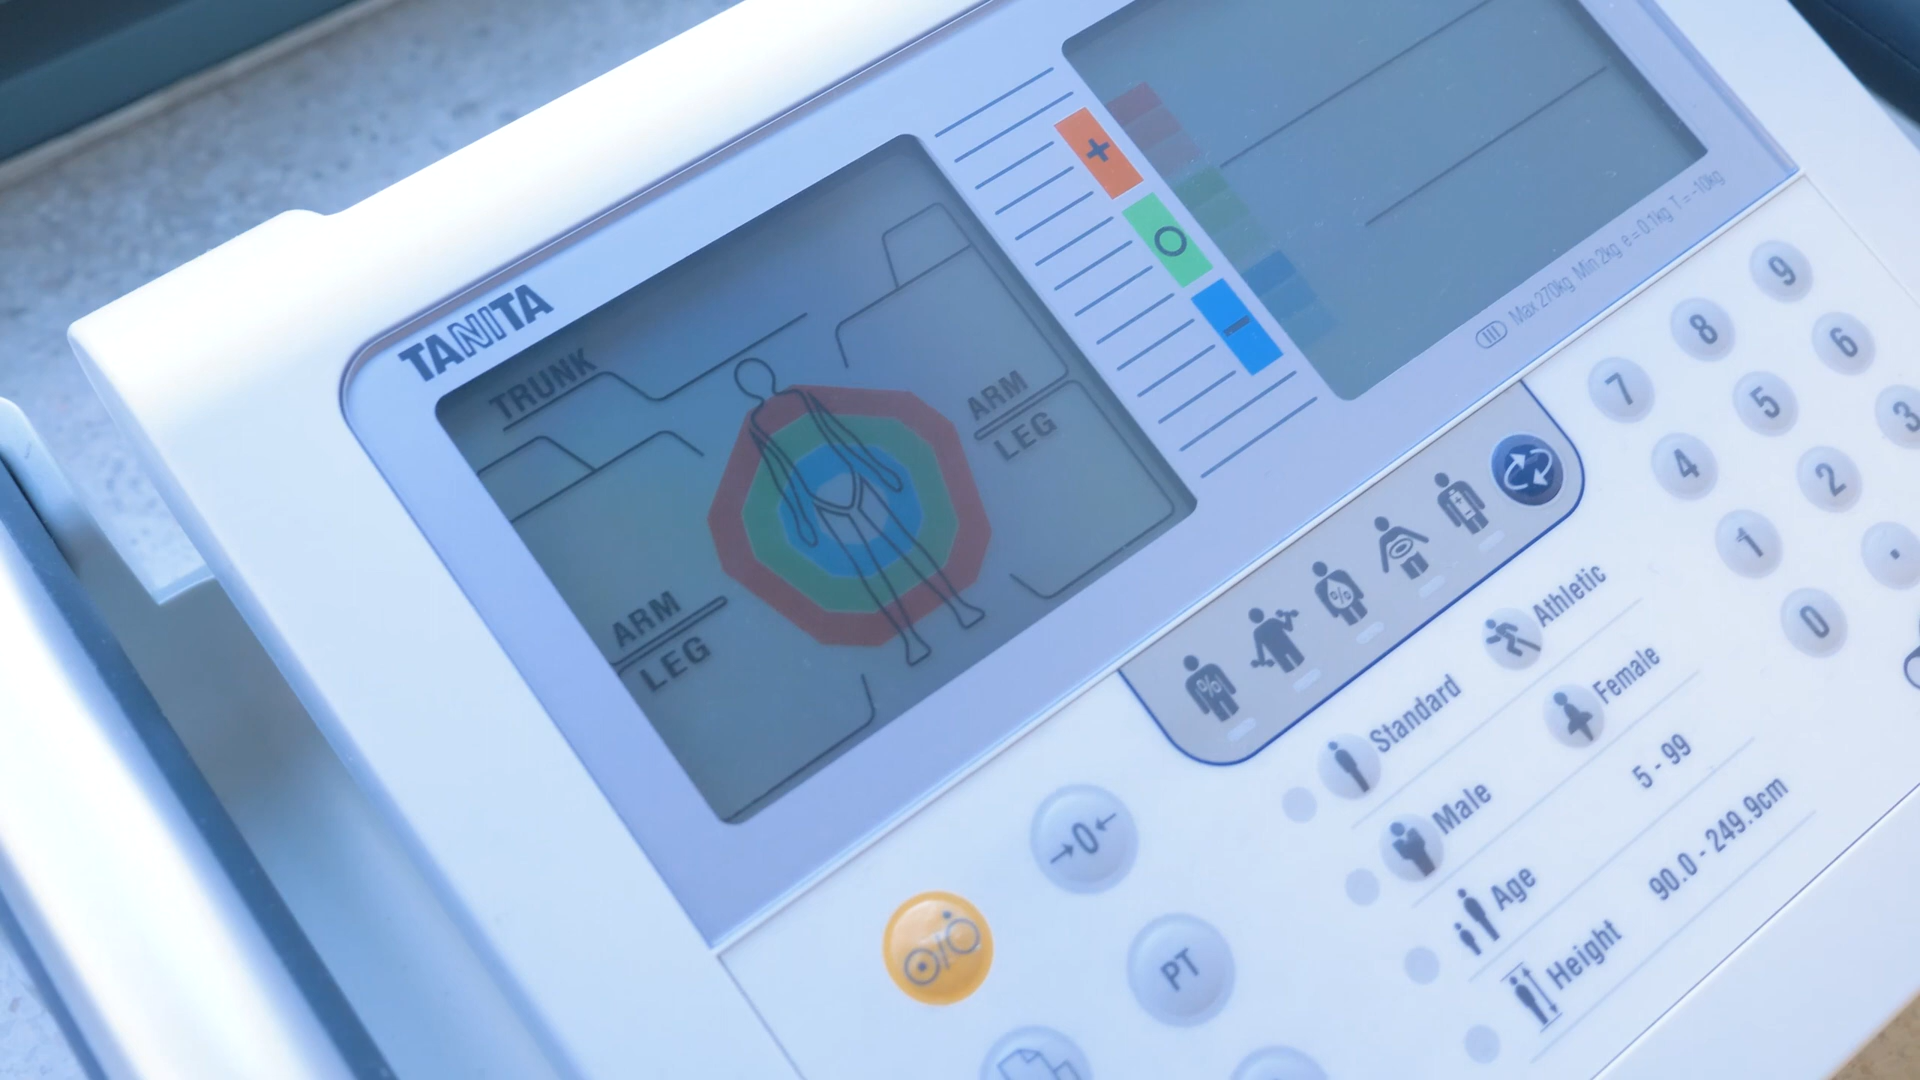 TANITA
TRUNK
ARM
LEG
ARM
LEG
+
O
−
Max 270kg Min 2kg e = 0.1kg T = -10kg
7 8 9
4 5 6
1 2 3
0 .
%
%
Standard
Athletic
Male
Female
Age
5 - 99
Height
90.0 - 249.9cm
→0←
PT